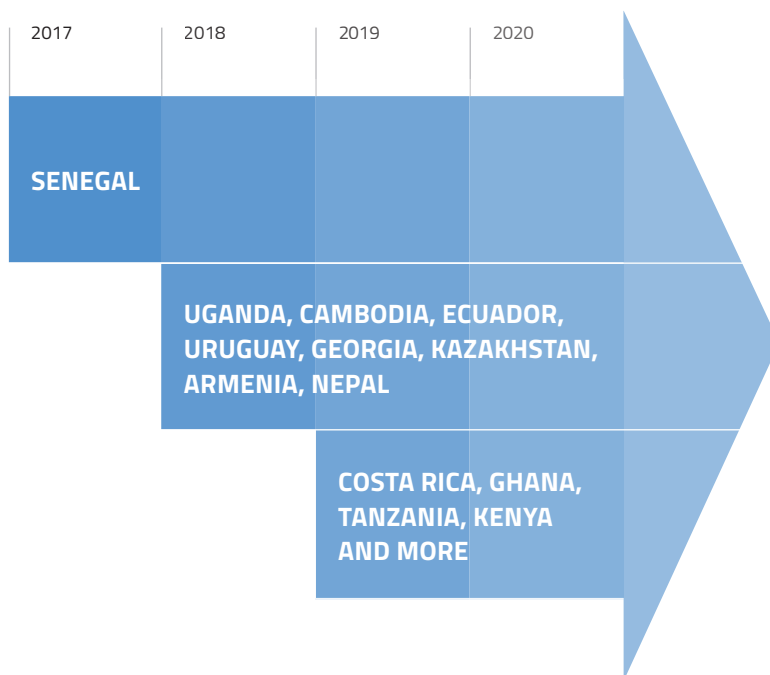 2017 2018 2019 2020
SENEGAL
UGANDA, CAMBODIA, ECUADOR,
URUGUAY, GEORGIA, KAZAKHSTAN,
ARMENIA, NEPAL
COSTA RICA, GHANA,
TANZANIA, KENYA
AND MORE